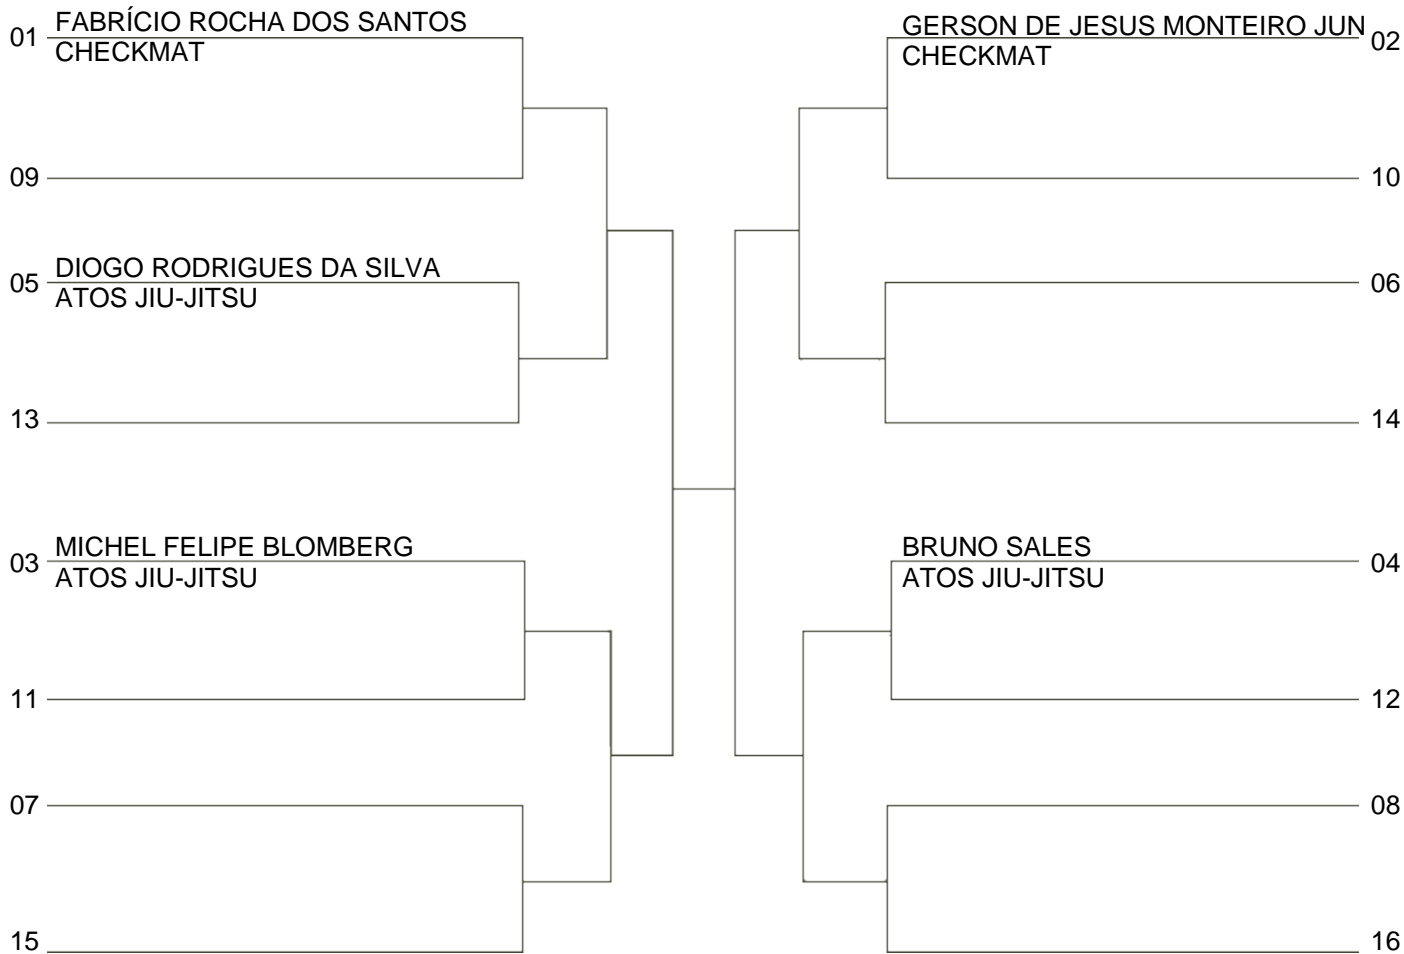 01
FABRÍCIO ROCHA DOS SANTOS
CHECKMAT
09
05
DIOGO RODRIGUES DA SILVA
ATOS JIU-JITSU
13
03
MICHEL FELIPE BLOMBERG
ATOS JIU-JITSU
11
07
15
GERSON DE JESUS MONTEIRO JUN
02
CHECKMAT
10
06
14
BRUNO SALES
04
ATOS JIU-JITSU
12
08
16